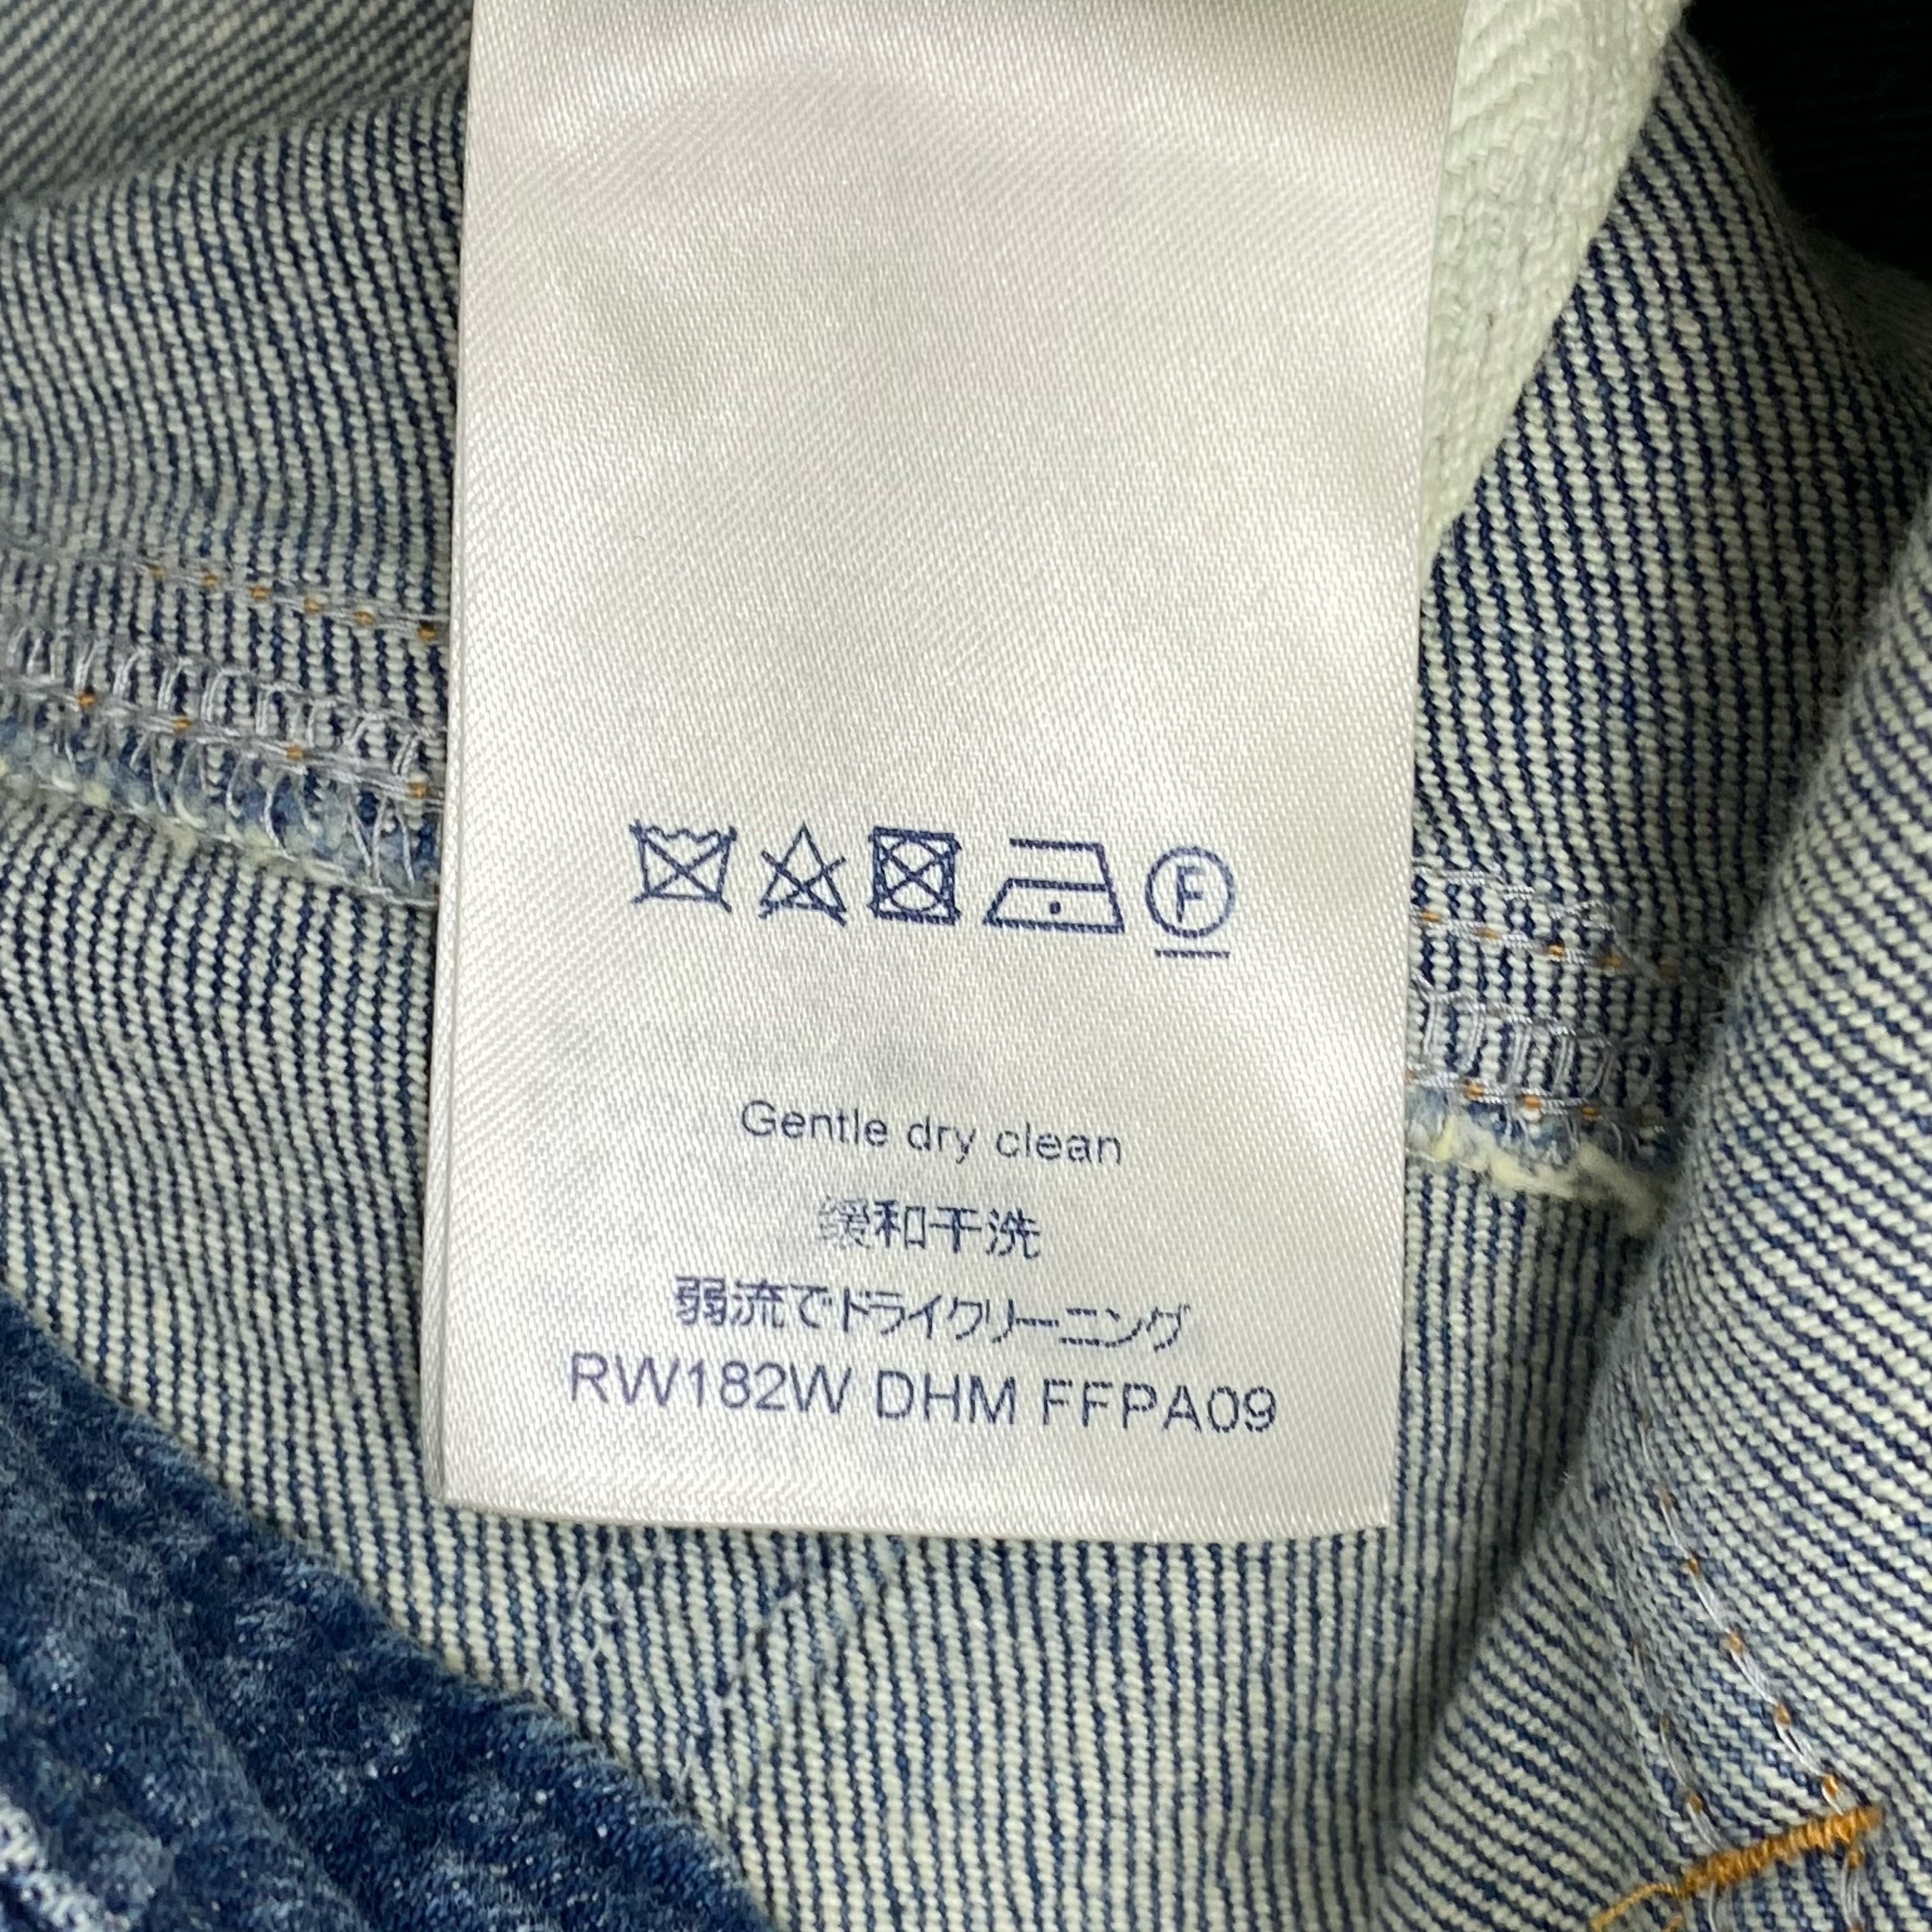 F
Gentle dry clean
缓和干洗
弱流でドライクリーニング
RW182W DHM FFPA09